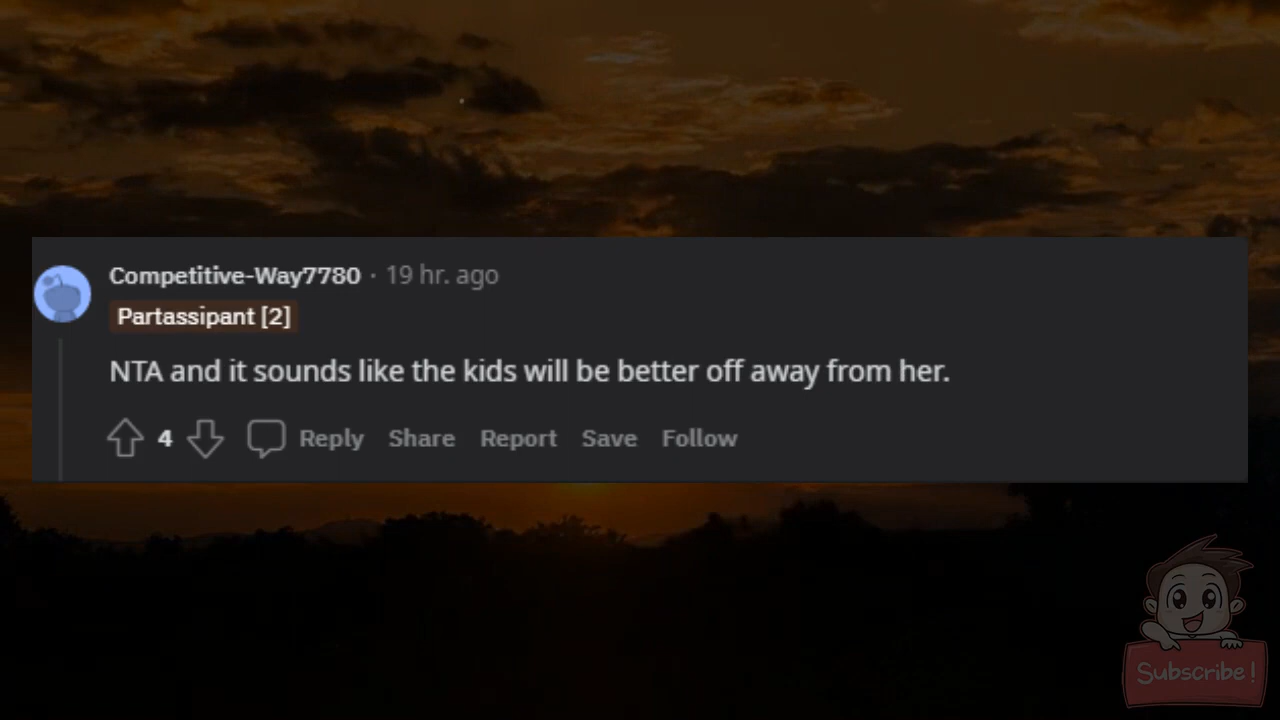 Competitive-Way7780 · 19 hr. ago
Partassipant [2]
NTA and it sounds like the kids will be better off away from her.
4 Reply Share Report Save Follow
Subscribe!